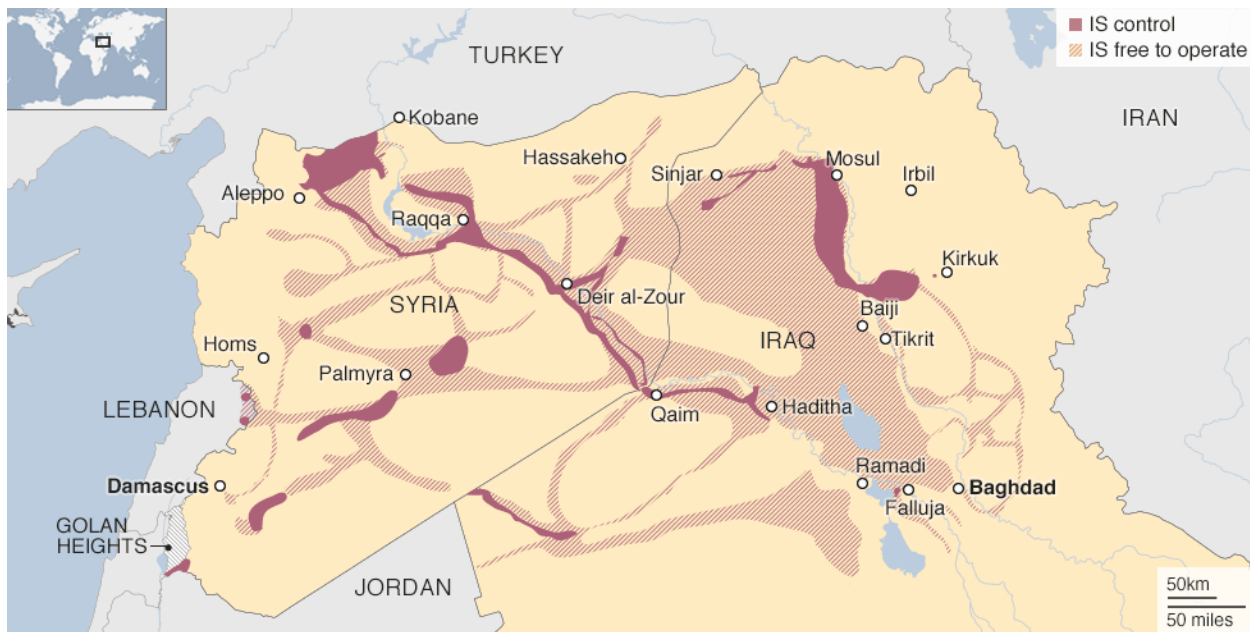 IS control
IS free to operate
TURKEY
IRAN
Kobane
Hassakeh
Sinjar
Mosul
Irbil
Aleppo
Raqqa
Kirkuk
Deir al-Zour
SYRIA
Baiji
IRAQ
Tikrit
Homs
Palmyra
LEBANON
Qaim
Haditha
Ramadi
Damascus
Baghdad
Falluja
GOLAN
HEIGHTS
JORDAN
50km
50 miles